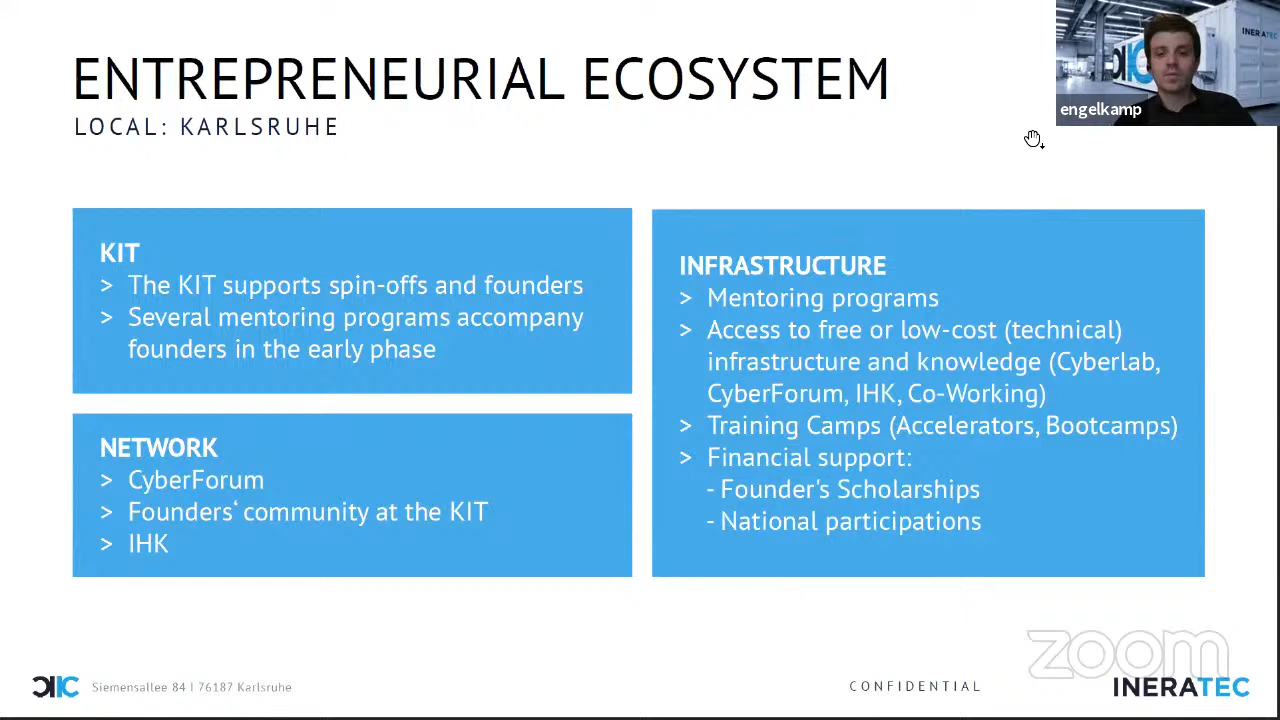 ENTREPRENEURIAL ECOSYSTEM
LOCAL: KARLSRUHE
INERATEC
engelkamp
KIT
> The KIT supports spin-offs and founders
> Several mentoring programs accompany
founders in the early phase
NETWORK
> CyberForum
> Founders‘ community at the KIT
> IHK
INFRASTRUCTURE
> Mentoring programs
> Access to free or low-cost (technical)
infrastructure and knowledge (Cyberlab,
CyberForum, IHK, Co-Working)
> Training Camps (Accelerators, Bootcamps)
> Financial support:
- Founder's Scholarships
- National participations
zoom
Siemensallee 84 I 76187 Karlsruhe
CONFIDENTIAL
INERATEC